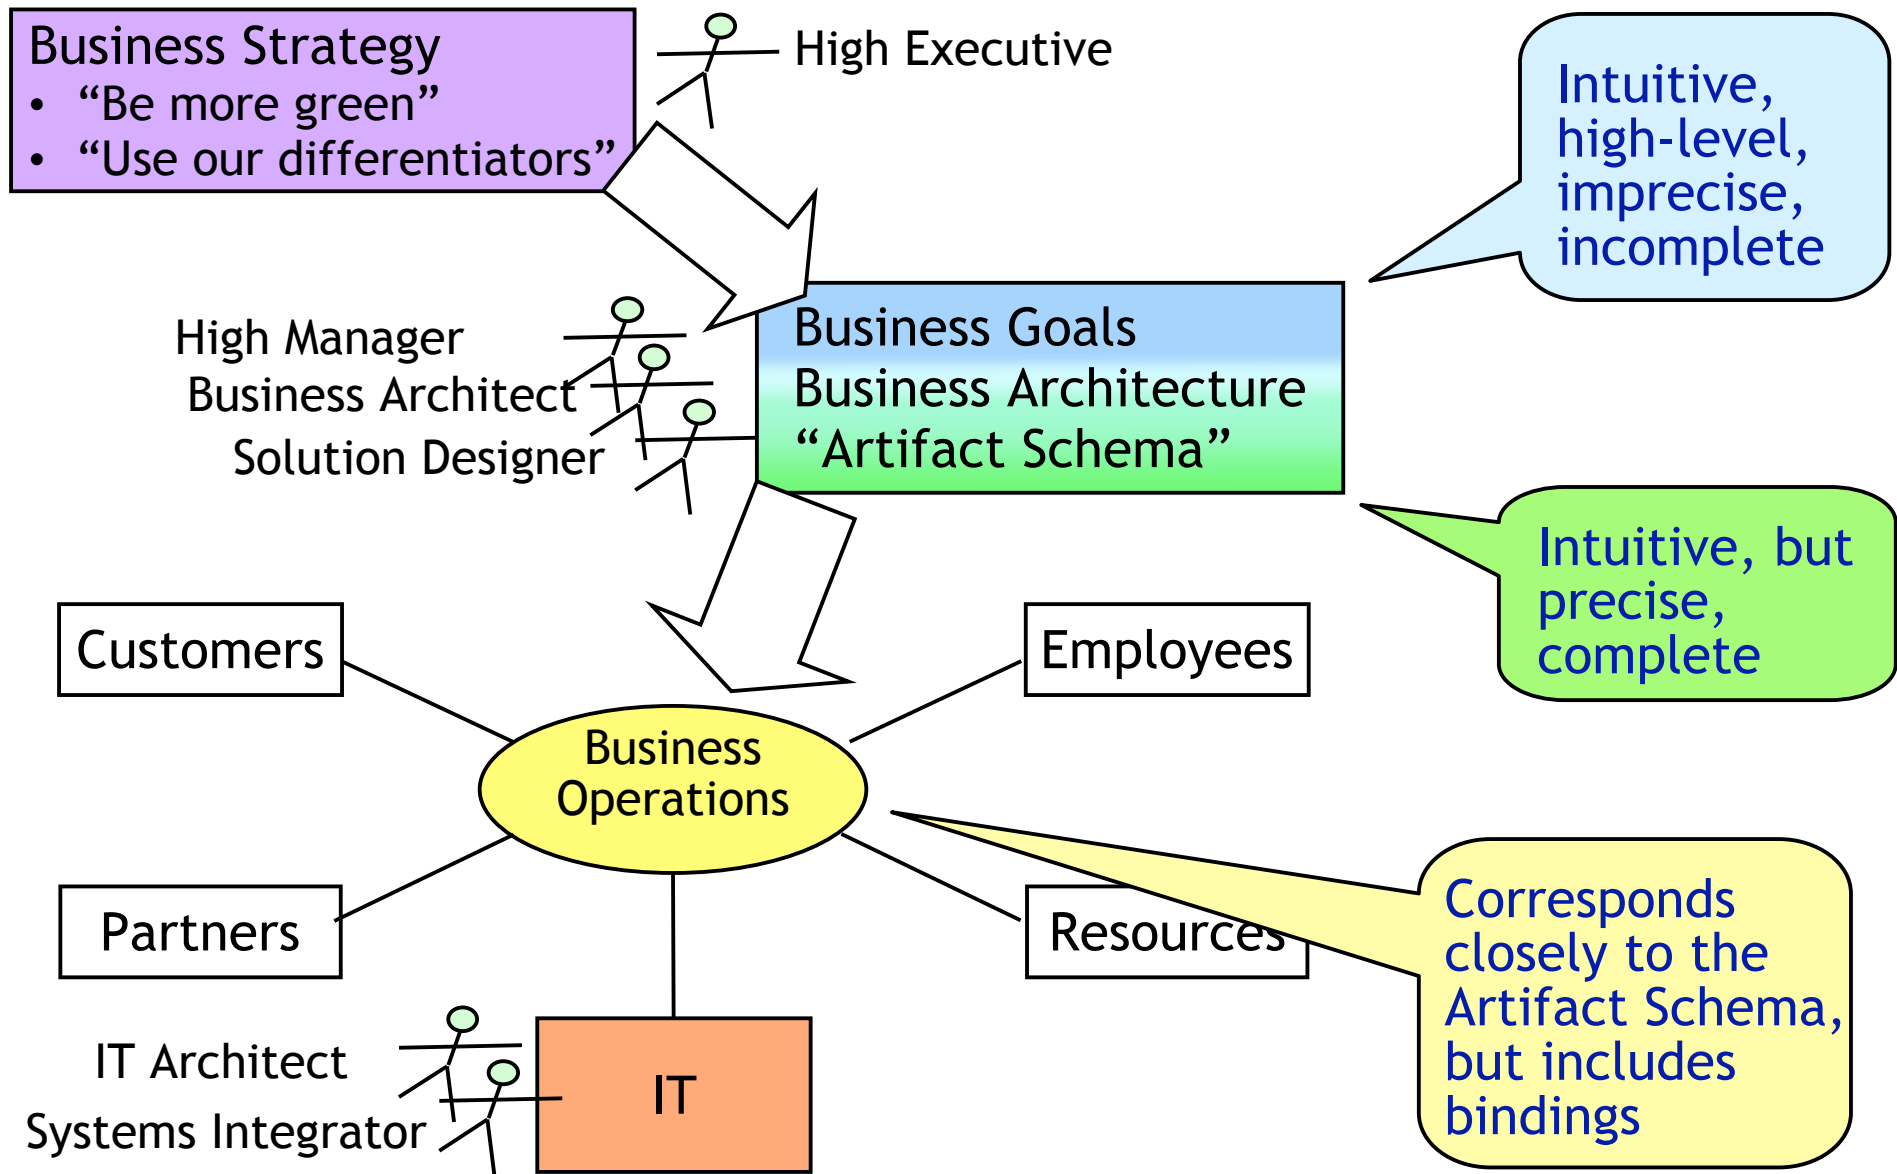 Business Strategy
• “Be more green”
• “Use our differentiators”
High Executive
Intuitive,
high-level,
imprecise,
incomplete
High Manager
Business Architect
Solution Designer
Business Goals
Business Architecture
“Artifact Schema”
Intuitive, but
precise,
complete
Customers
Employees
Business
Operations
Partners
Resources
Corresponds
closely to the
Artifact Schema,
but includes
bindings
IT Architect
Systems Integrator
IT